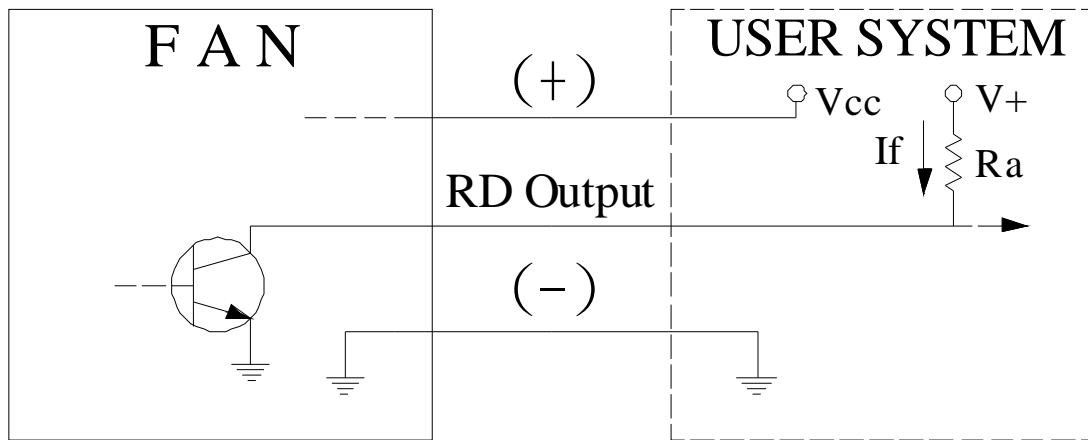 F A N
USER SYSTEM
(+)
Vcc
V+
If
Ra
RD Output
(-)